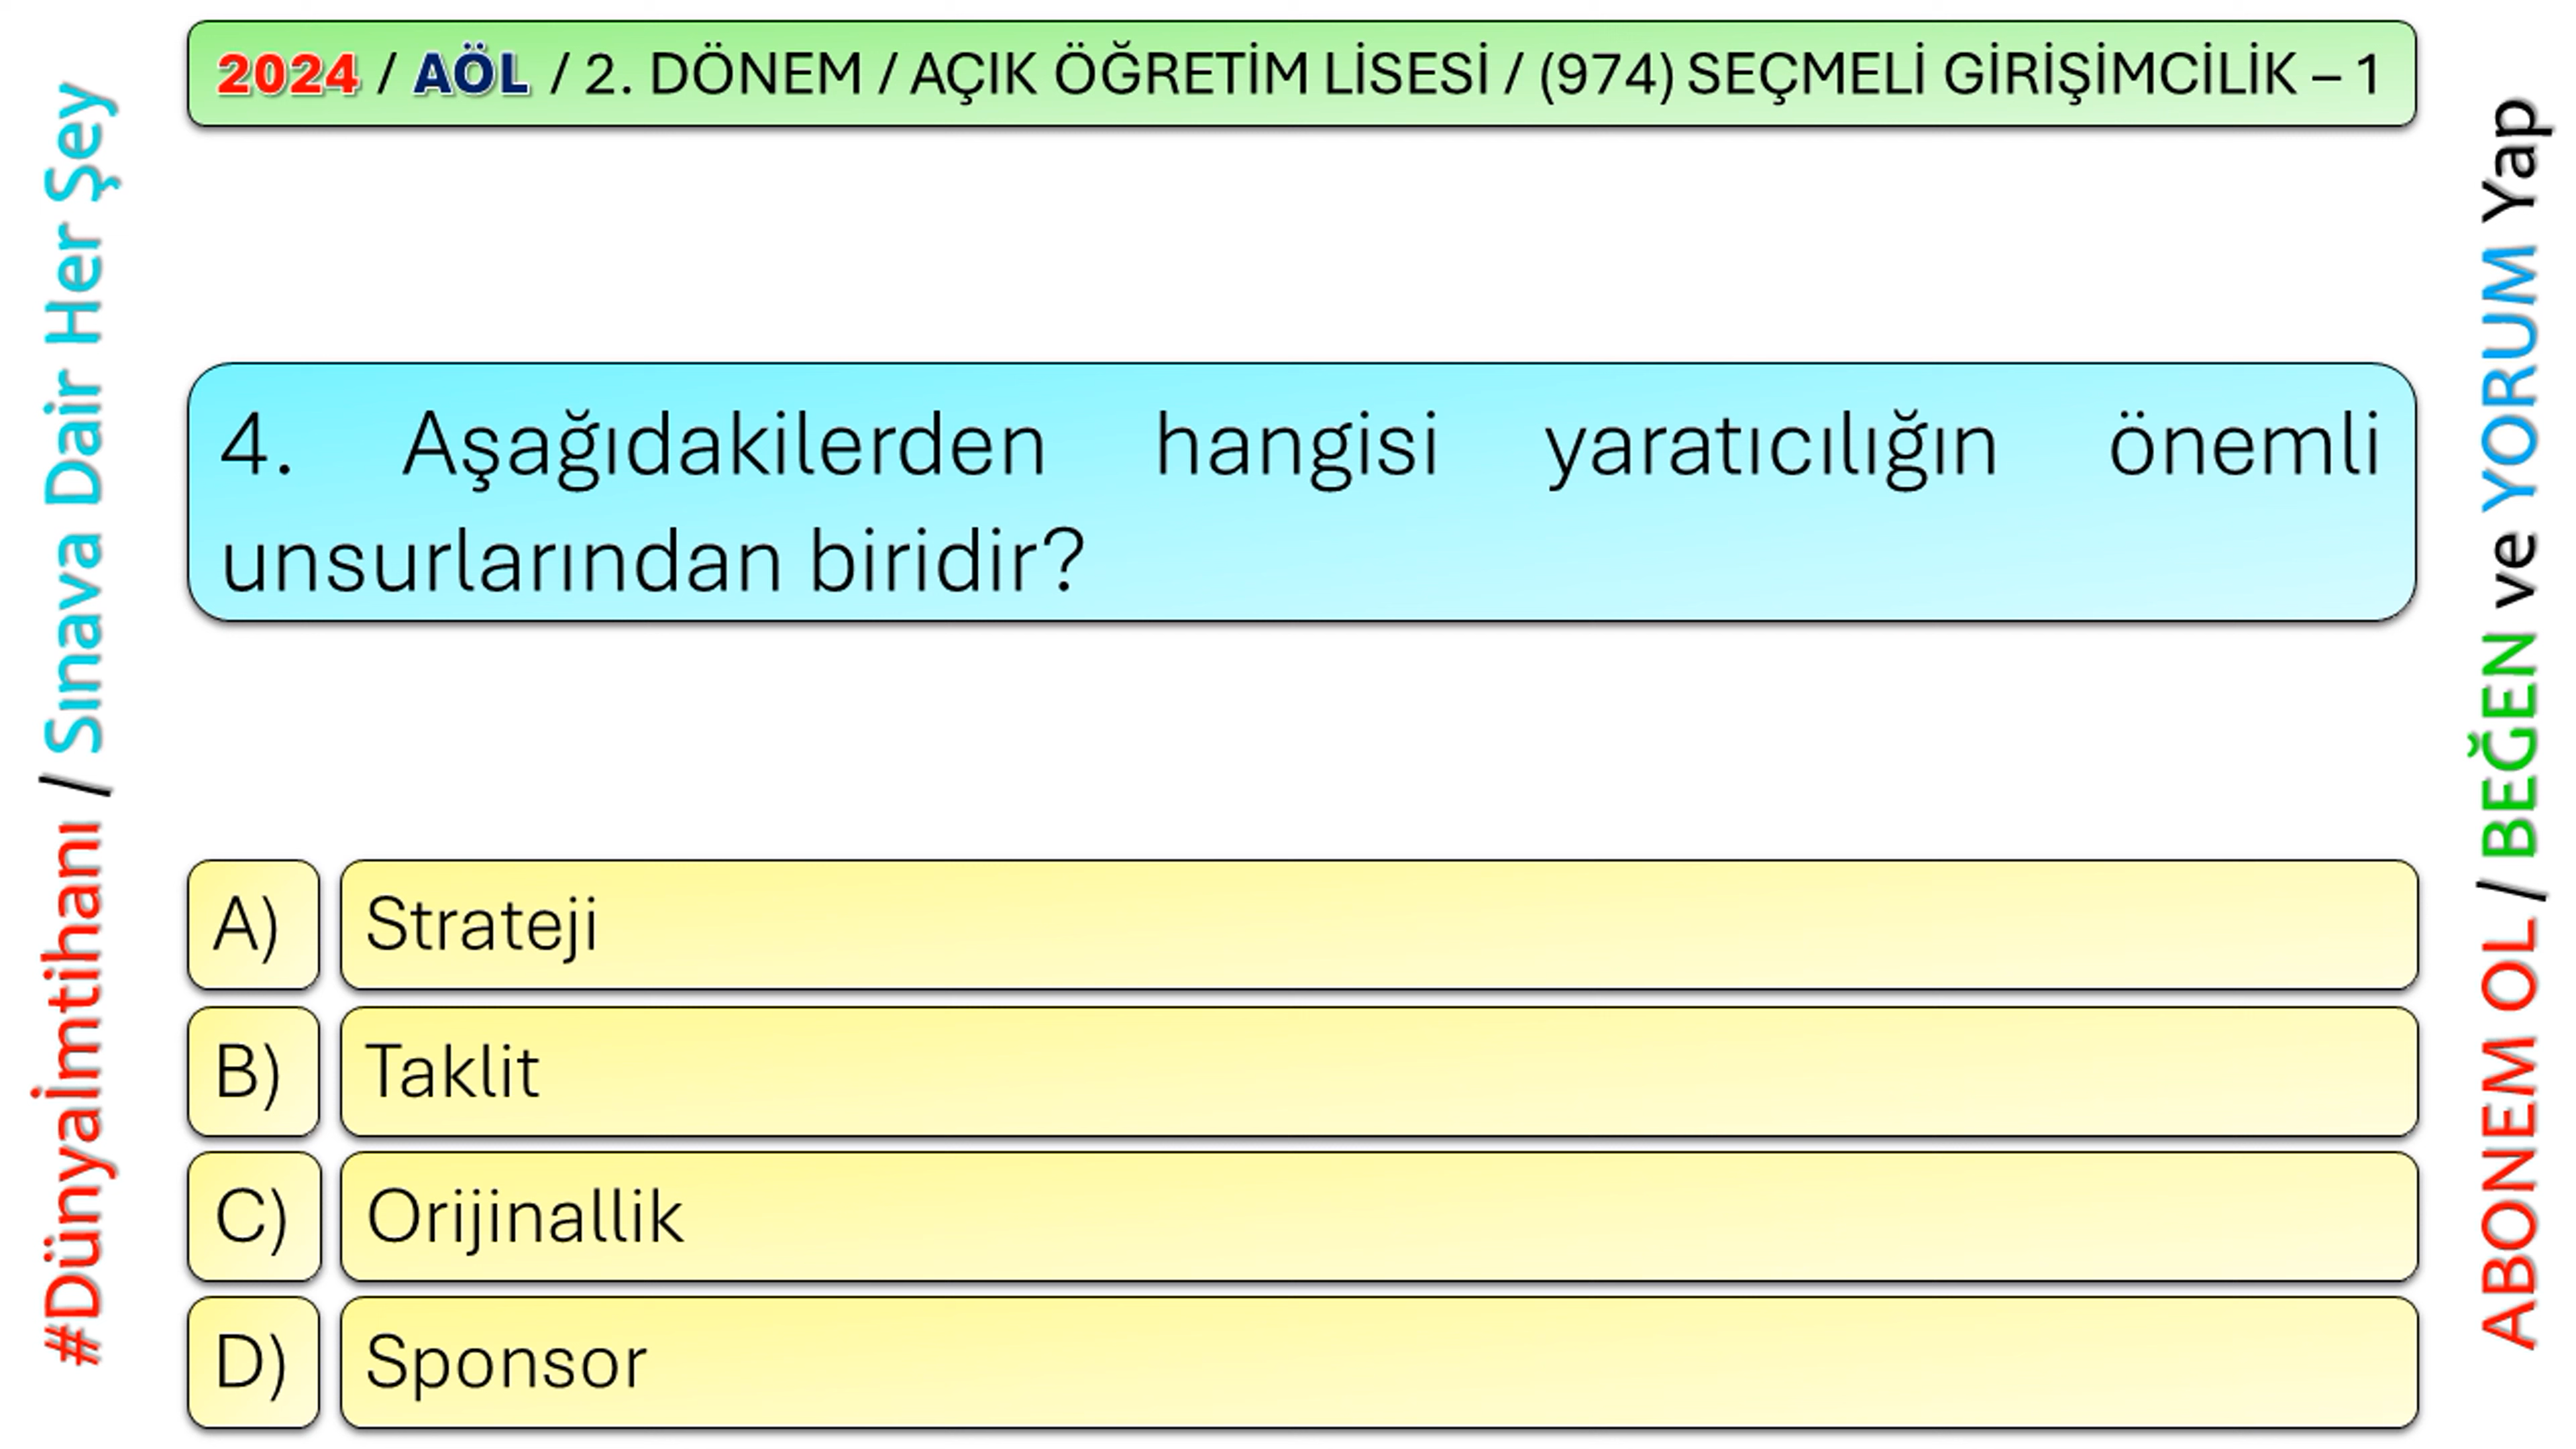 2024 / AÖL / 2. DÖNEM / AÇIK ÖĞRETİM LİSESİ / (974) SEÇMELİ GİRİŞİMCİLİK – 1
#Dünyaİmtihanı / Sınava Dair Her Şey
4. Aşağıdakilerden hangisi yaratıcılığın önemli
unsurlarından biridir?
A) Strateji
B) Taklit
C) Orijinallik
D) Sponsor
ABONEM OL / BEĞEN ve YORUM Yap